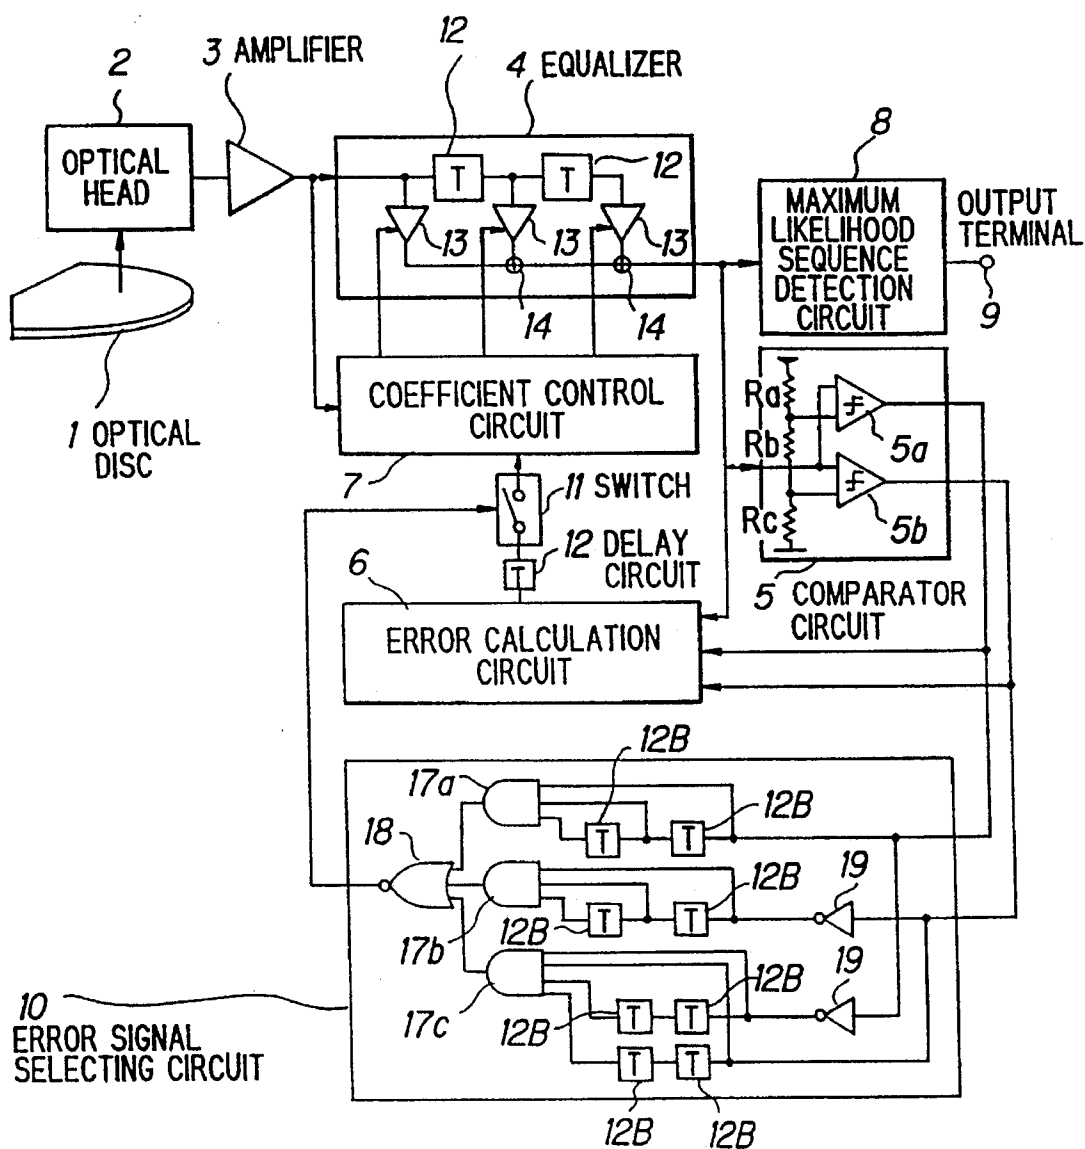 12
3 AMPLIFIER
4 EQUALIZER
2
8
OPTICAL
HEAD
T
T
12
MAXIMUM
LIKELIHOOD
SEQUENCE
DETECTION
CIRCUIT
OUTPUT
TERMINAL
9
13
13
13
14
14
1 OPTICAL
DISC
COEFFICIENT CONTROL
CIRCUIT
7
Ra
Rb
Rc
5a
5b
11 SWITCH
T
12 DELAY
CIRCUIT
5 COMPARATOR
CIRCUIT
6
ERROR CALCULATION
CIRCUIT
12B
17a
12B
T
T
18
12B
19
12B
T
T
17b
12B
19
17c
12B
T
T
T
T
12B
12B
10
ERROR SIGNAL
SELECTING CIRCUIT